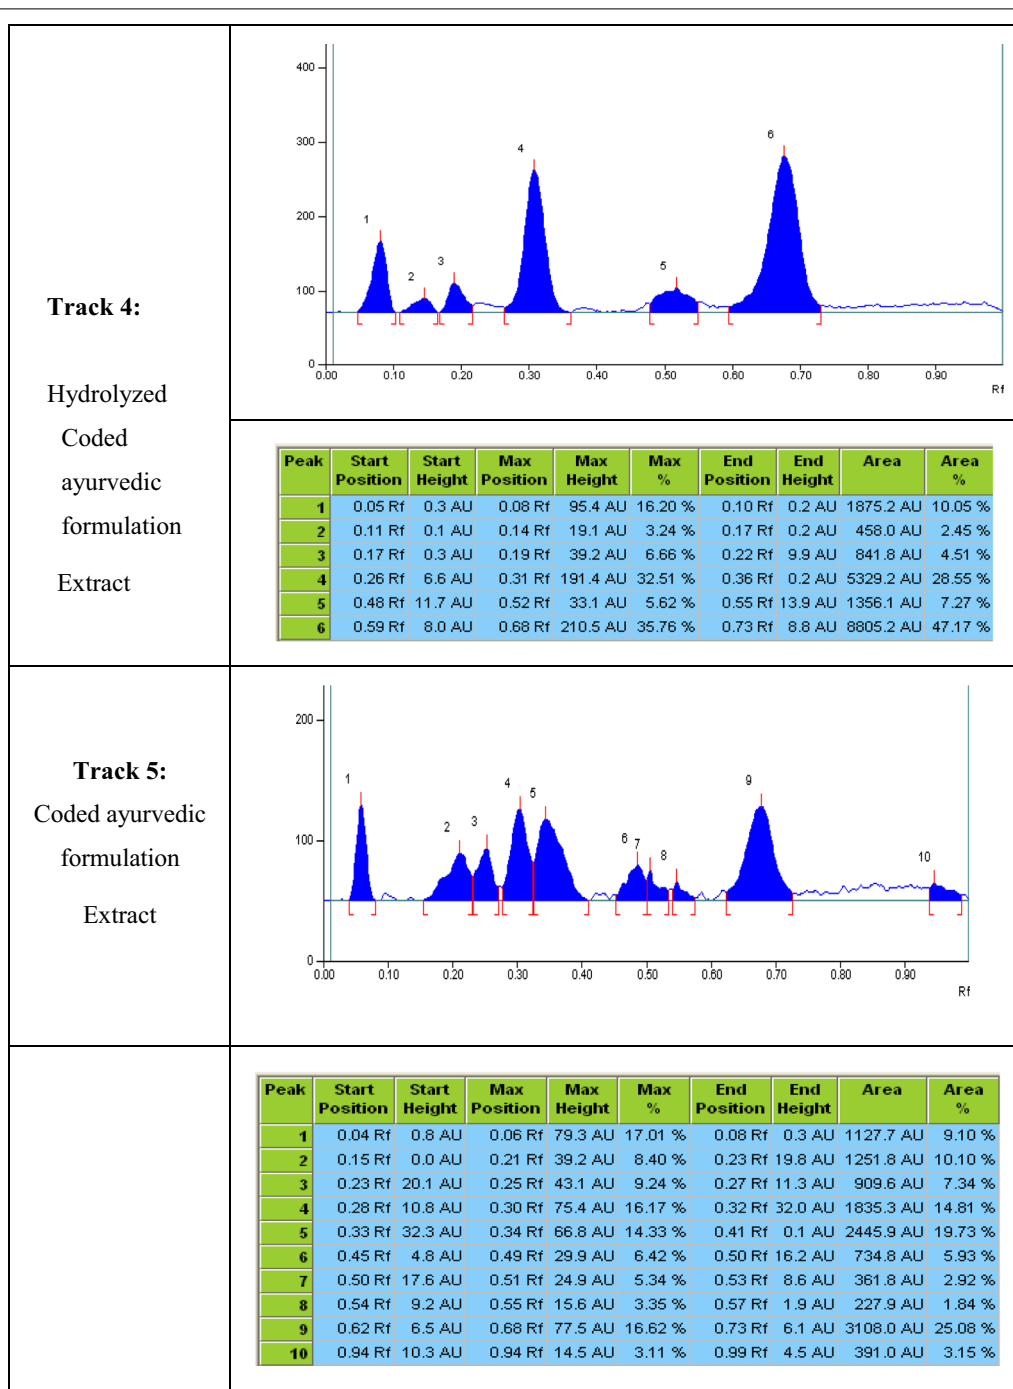 400
300
200
100
0
1
2
3
4
5
6
0.00 0.10 0.20 0.30 0.40 0.50 0.60 0.70 0.80 0.90
Rf
Track 4:
Hydrolyzed
Coded
ayurvedic
formulation
Extract
Peak Start Position Start Height Max Position Max Height Max % End Position End Height Area Area %
1 0.05 Rf 0.3 AU 0.08 Rf 95.4 AU 16.20 % 0.10 Rf 0.2 AU 1875.2 AU 10.05 %
2 0.11 Rf 0.1 AU 0.14 Rf 19.1 AU 3.24 % 0.17 Rf 0.2 AU 458.0 AU 2.45 %
3 0.17 Rf 0.3 AU 0.19 Rf 39.2 AU 6.66 % 0.22 Rf 9.9 AU 841.8 AU 4.51 %
4 0.26 Rf 6.6 AU 0.31 Rf 191.4 AU 32.51 % 0.36 Rf 0.2 AU 5329.2 AU 28.55 %
5 0.48 Rf 11.7 AU 0.52 Rf 33.1 AU 5.62 % 0.55 Rf 13.9 AU 1356.1 AU 7.27 %
6 0.59 Rf 8.0 AU 0.68 Rf 210.5 AU 35.76 % 0.73 Rf 8.8 AU 8805.2 AU 47.17 %
Track 5:
Coded ayurvedic
formulation
Extract
200
100
0
1
2
3
4
5
6
7
8
9
10
0.00 0.10 0.20 0.30 0.40 0.50 0.60 0.70 0.80 0.90
Rf
Peak Start Position Start Height Max Position Max Height Max % End Position End Height Area Area %
1 0.04 Rf 0.8 AU 0.06 Rf 79.3 AU 17.01 % 0.08 Rf 0.3 AU 1127.7 AU 9.10 %
2 0.15 Rf 0.0 AU 0.21 Rf 39.2 AU 8.40 % 0.23 Rf 19.8 AU 1251.8 AU 10.10 %
3 0.23 Rf 20.1 AU 0.25 Rf 43.1 AU 9.24 % 0.27 Rf 11.3 AU 909.6 AU 7.34 %
4 0.28 Rf 10.8 AU 0.30 Rf 75.4 AU 16.17 % 0.32 Rf 32.0 AU 1835.3 AU 14.81 %
5 0.33 Rf 32.3 AU 0.34 Rf 66.8 AU 14.33 % 0.41 Rf 0.1 AU 2445.9 AU 19.73 %
6 0.45 Rf 4.8 AU 0.49 Rf 29.9 AU 6.42 % 0.50 Rf 16.2 AU 734.8 AU 5.93 %
7 0.50 Rf 17.6 AU 0.51 Rf 24.9 AU 5.34 % 0.53 Rf 8.6 AU 361.8 AU 2.92 %
8 0.54 Rf 9.2 AU 0.55 Rf 15.6 AU 3.35 % 0.57 Rf 1.9 AU 227.9 AU 1.84 %
9 0.62 Rf 6.5 AU 0.68 Rf 77.5 AU 16.62 % 0.73 Rf 6.1 AU 3108.0 AU 25.08 %
10 0.94 Rf 10.3 AU 0.94 Rf 14.5 AU 3.11 % 0.99 Rf 4.5 AU 391.0 AU 3.15 %